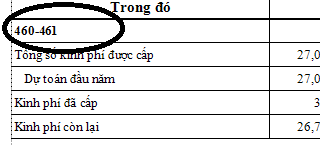 Trong đó
460-461
Tổng số kinh phí được cấp 27,0
Dự toán đầu năm 27,0
Kinh phí đã cấp 3
Kinh phí còn lại 26,7